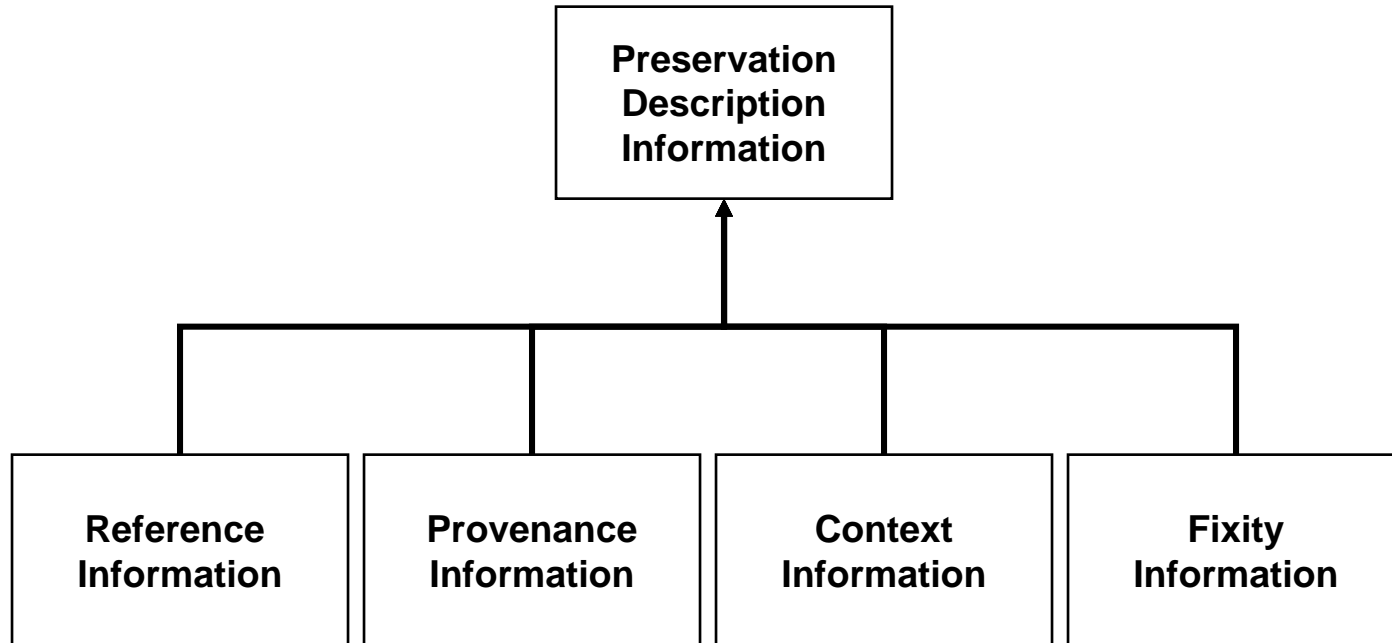 Preservation
Description
Information
Reference
Information
Provenance
Information
Context
Information
Fixity
Information